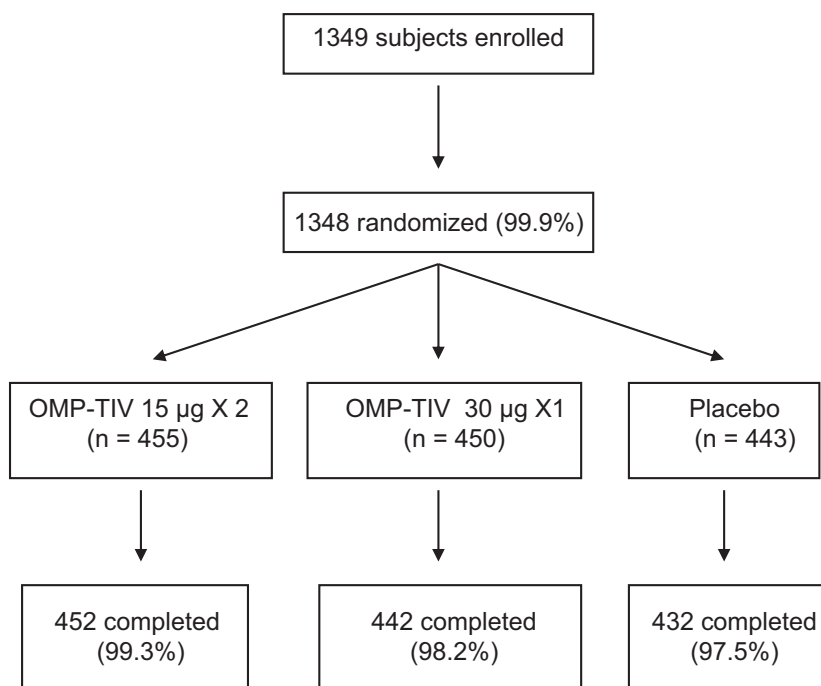 1349 subjects enrolled
1348 randomized (99.9%)
OMP-TIV 15 µg X 2
(n = 455)
OMP-TIV 30 µg X1
(n = 450)
Placebo
(n = 443)
452 completed
(99.3%)
442 completed
(98.2%)
432 completed
(97.5%)